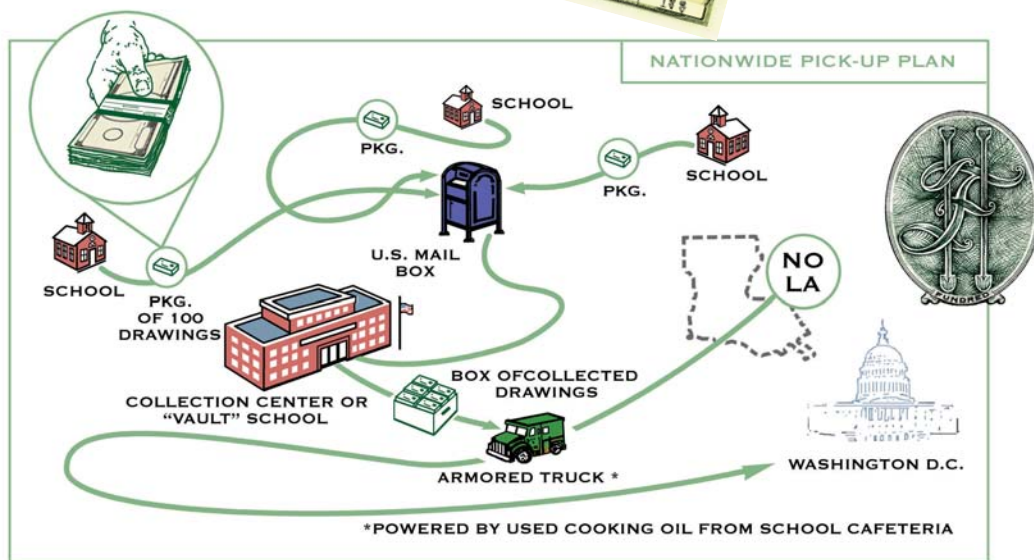 NATIONWIDE PICK-UP PLAN
SCHOOL
PKG.
SCHOOL
PKG.
U.S. MAIL
BOX
SCHOOL
PKG.
OF 100
DRAWINGS
NO
LA
FUNDRED
COLLECTION CENTER OR
“VAULT” SCHOOL
BOX OFCOLLECTED
DRAWINGS
ARMORED TRUCK *
WASHINGTON D.C.
*POWERED BY USED COOKING OIL FROM SCHOOL CAFETERIA